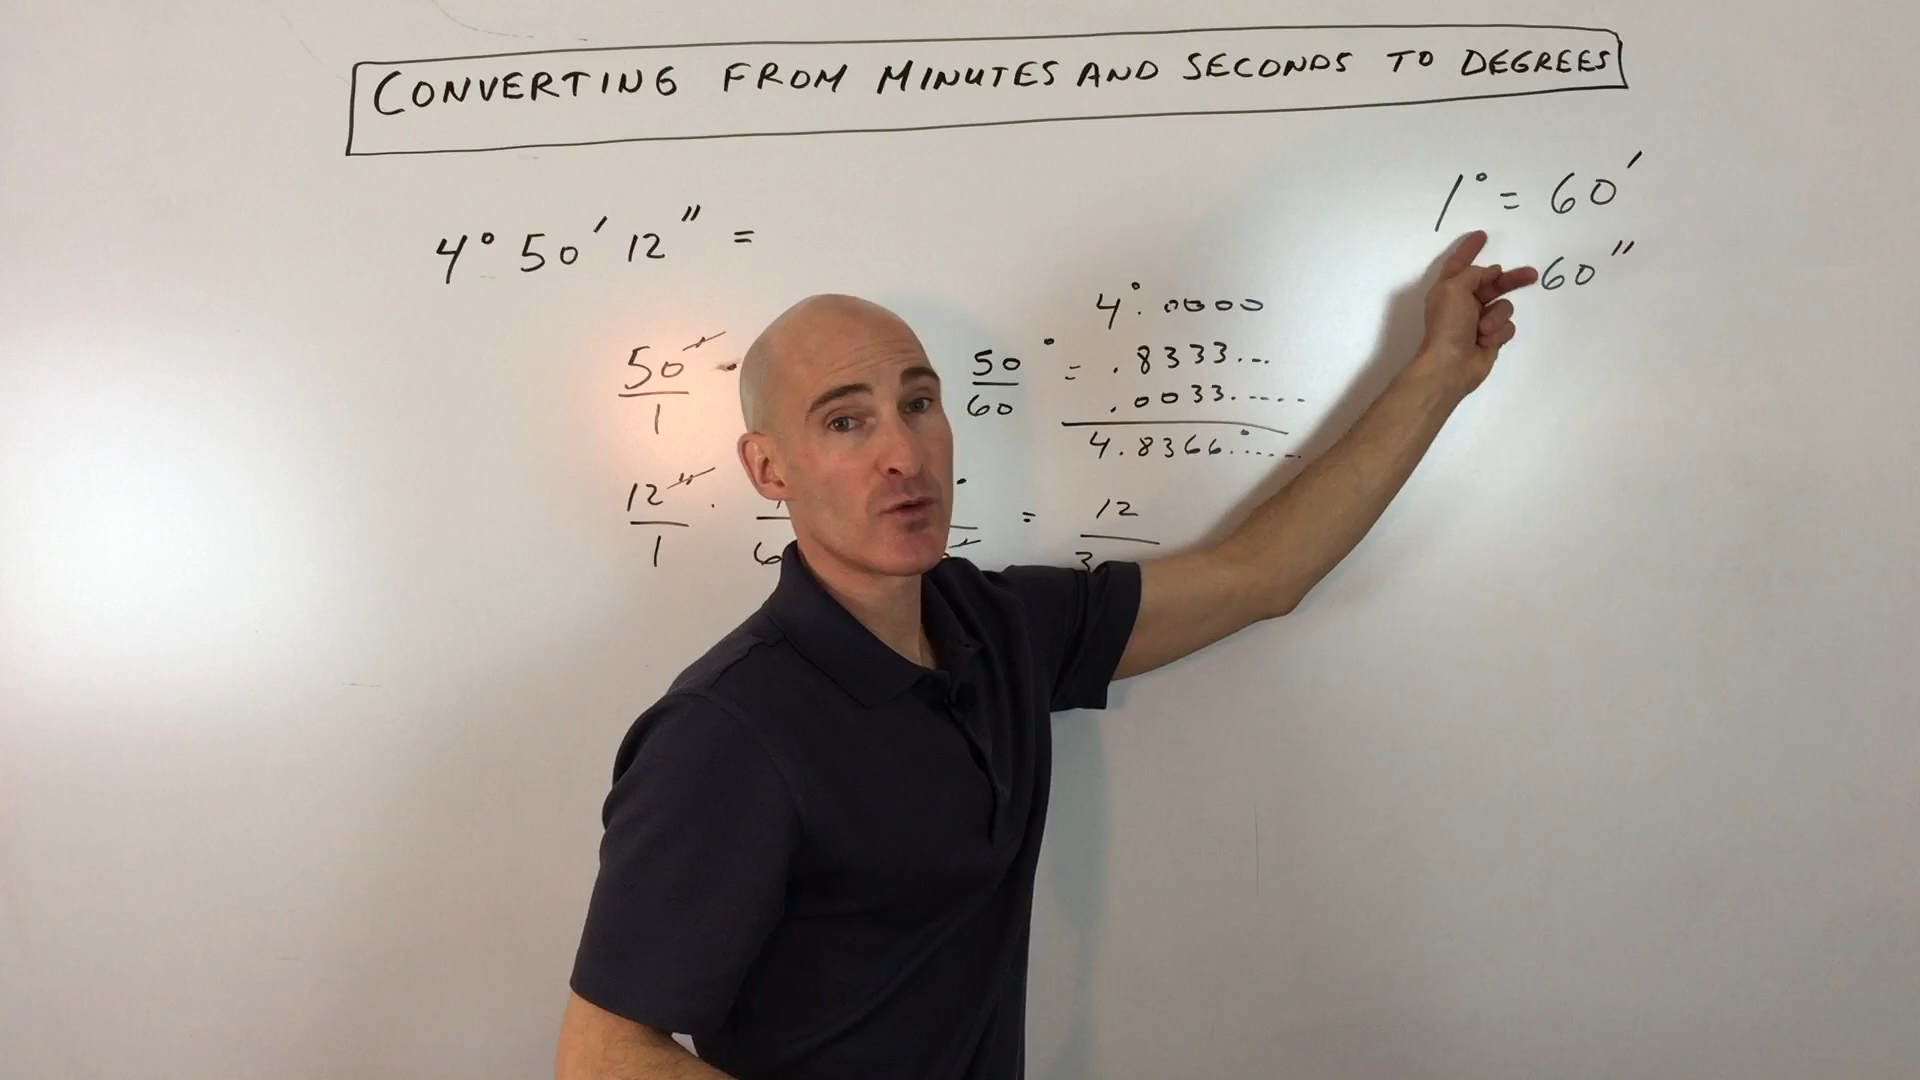 CONVERTING FROM MINUTES AND SECONDS TO DEGREES
1° = 60′
60″
4° 50′ 12″ =
4°.0000
50′/1 · 50/60° = .8333...
.0033.....
4.8366°.....
12″/1 · = 12